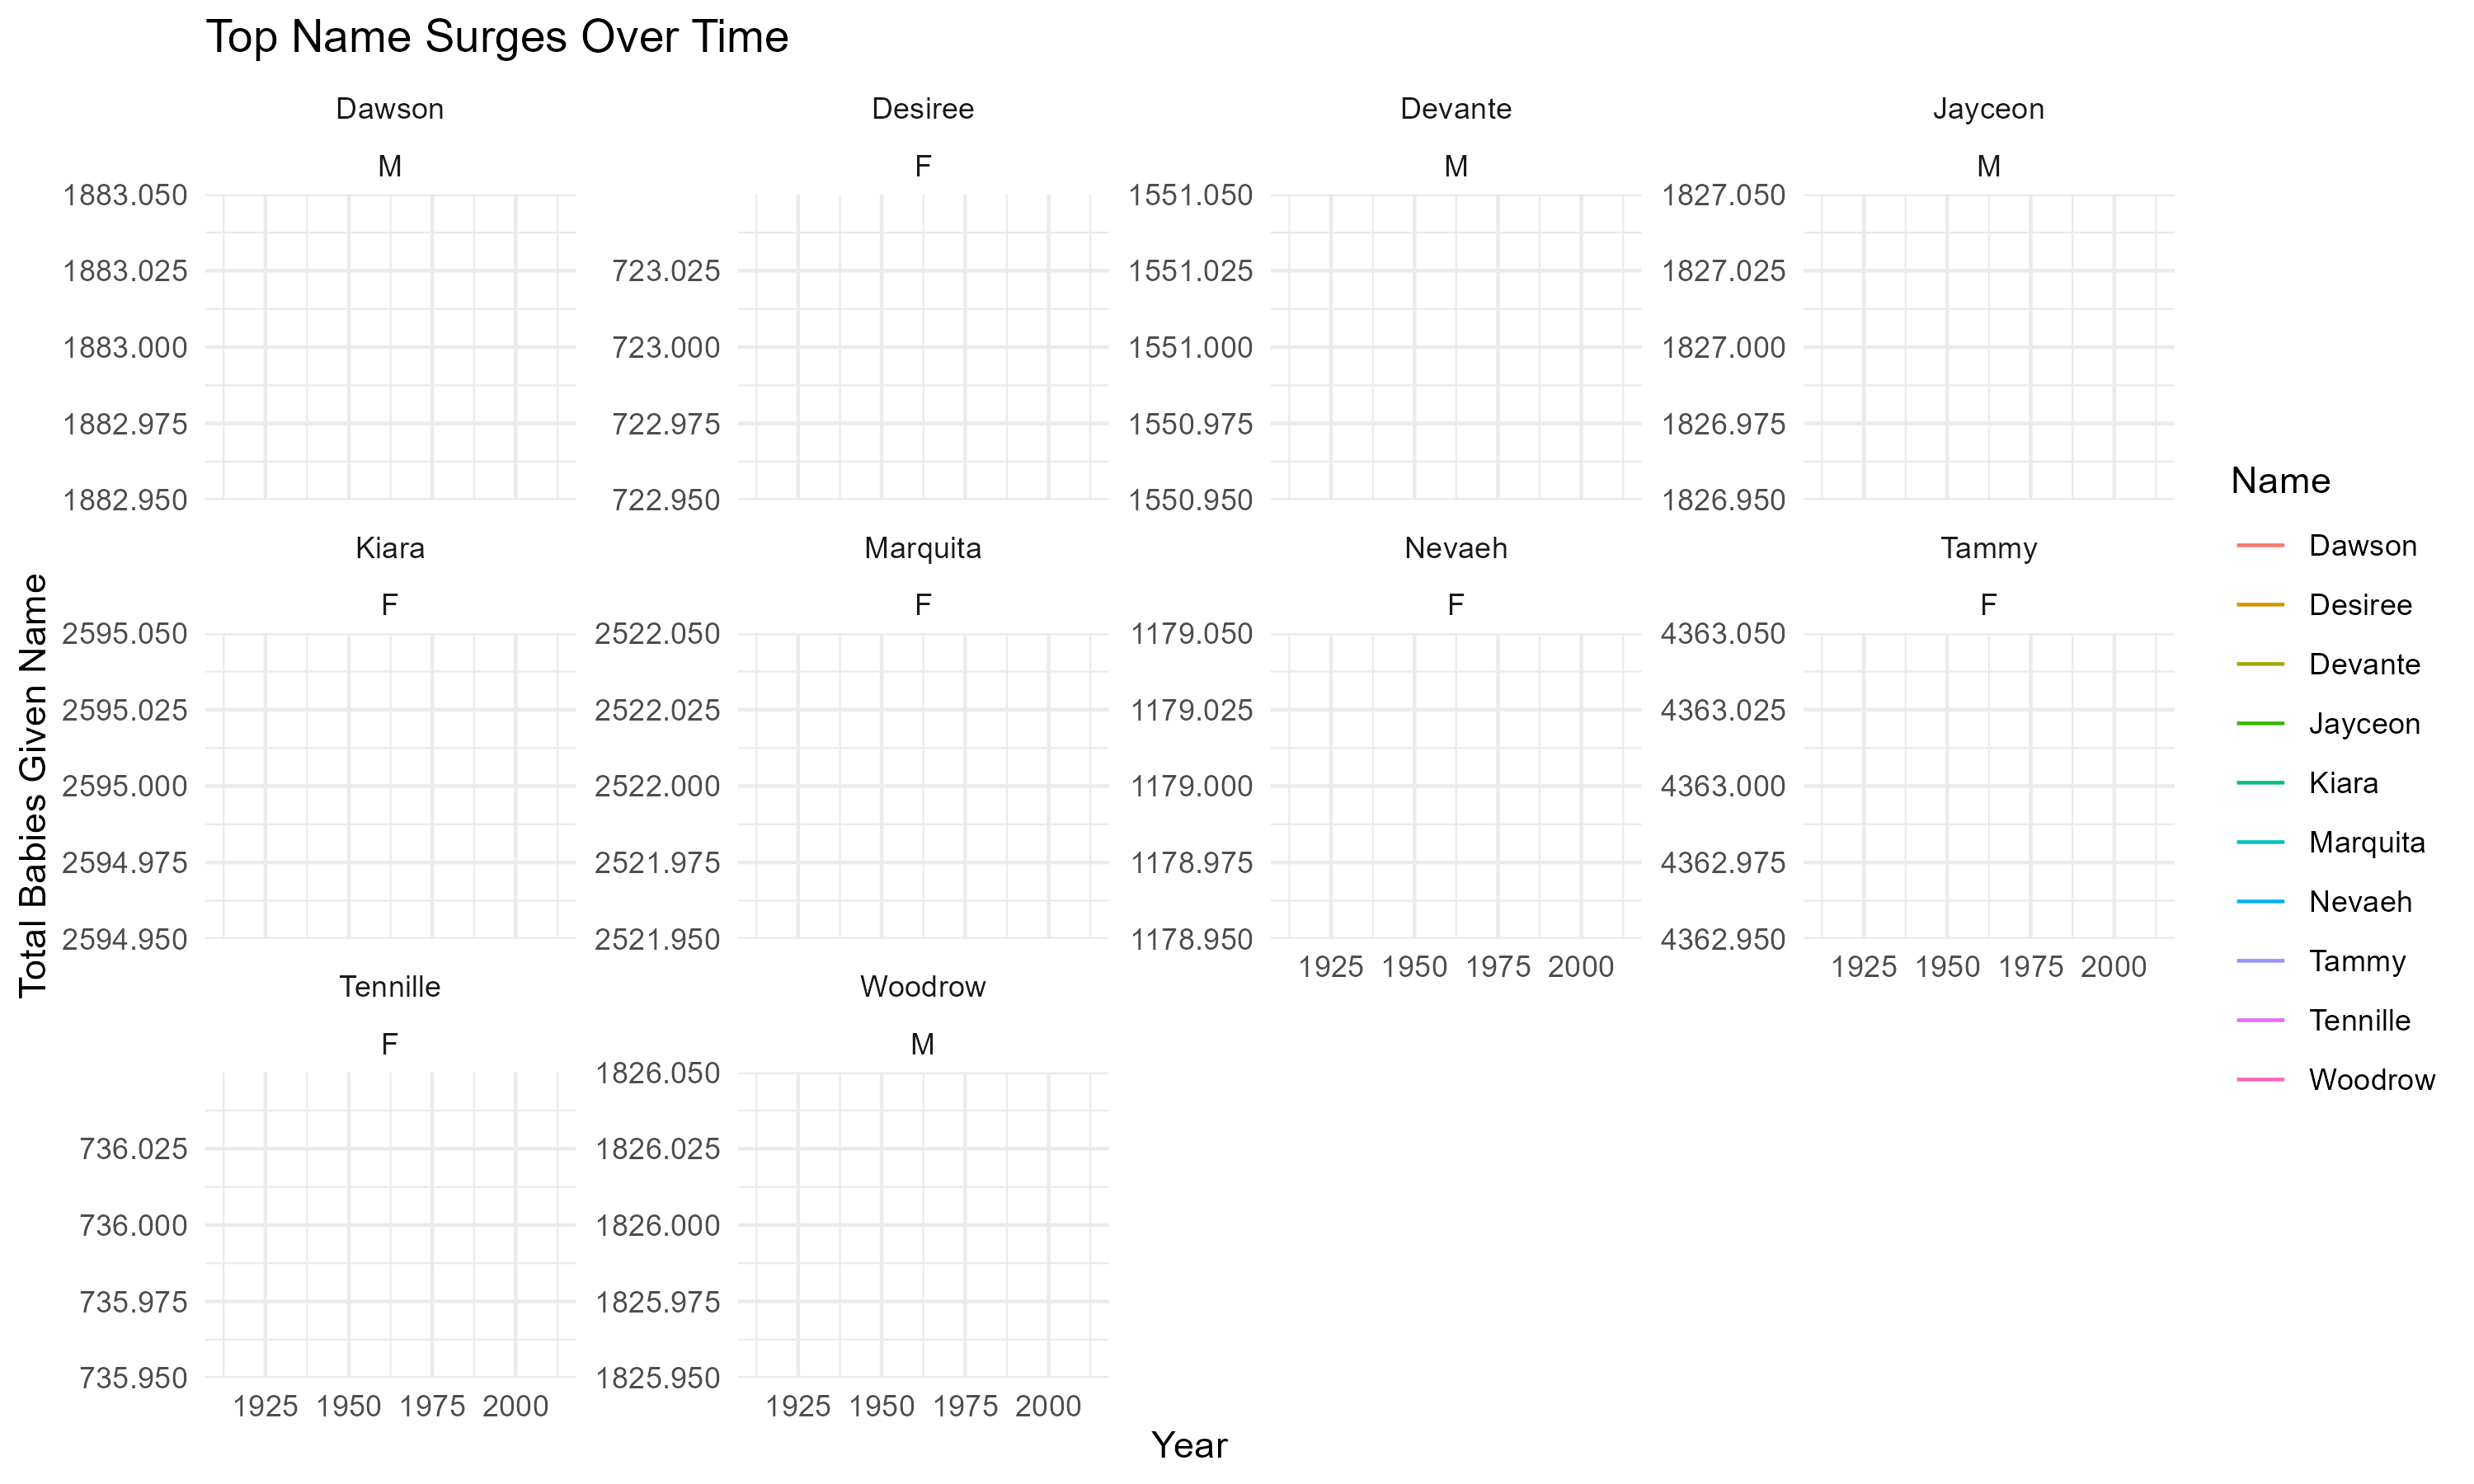 Top Name Surges Over Time
Dawson
M
1883.050
1883.025
1883.000
1882.975
1882.950
Desiree
F
723.025
723.000
722.975
722.950
Devante
M
1551.050
1551.025
1551.000
1550.975
1550.950
Jayceon
M
1827.050
1827.025
1827.000
1826.975
1826.950
Kiara
F
2595.050
2595.025
2595.000
2594.975
2594.950
Marquita
F
2522.050
2522.025
2522.000
2521.975
2521.950
Nevaeh
F
1179.050
1179.025
1179.000
1178.975
1178.950
1925 1950 1975 2000
Tammy
F
4363.050
4363.025
4363.000
4362.975
4362.950
1925 1950 1975 2000
Tennille
F
736.025
736.000
735.975
735.950
1925 1950 1975 2000
Woodrow
M
1826.050
1826.025
1826.000
1825.975
1825.950
1925 1950 1975 2000
Total Babies Given Name
Year
Name
Dawson
Desiree
Devante
Jayceon
Kiara
Marquita
Nevaeh
Tammy
Tennille
Woodrow